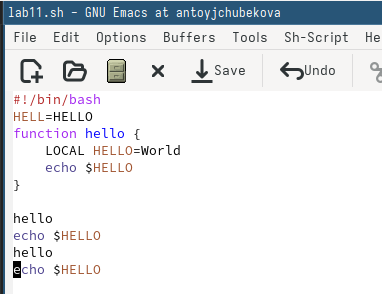 lab11.sh - GNU Emacs at antoyjchubekova
File Edit Options Buffers Tools Sh-Script He
Save Undo
#!/bin/bash
HELL=HELLO
function hello {
    LOCAL HELLO=World
    echo $HELLO
}
hello
echo $HELLO
hello
echo $HELLO